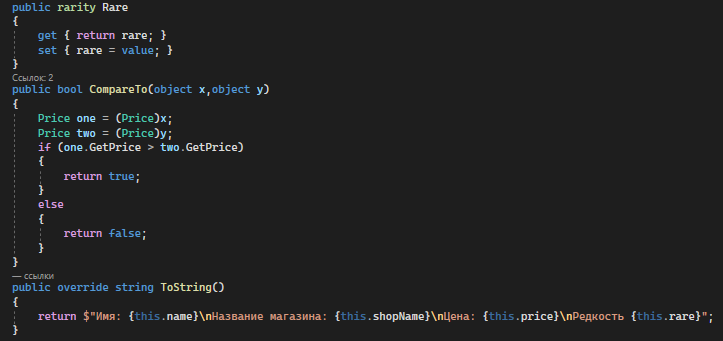 public rarity Rare
{
get { return rare; }
set { rare = value; }
}
Ссылок: 2
public bool CompareTo(object x,object y)
{
Price one = (Price)x;
Price two = (Price)y;
if (one.GetPrice > two.GetPrice)
{
return true;
}
else
{
return false;
}
}
— ссылки
public override string ToString()
{
return $"Имя: {this.name}\nНазвание магазина: {this.shopName}\nЦена: {this.price}\nРедкость {this.rare}";
}